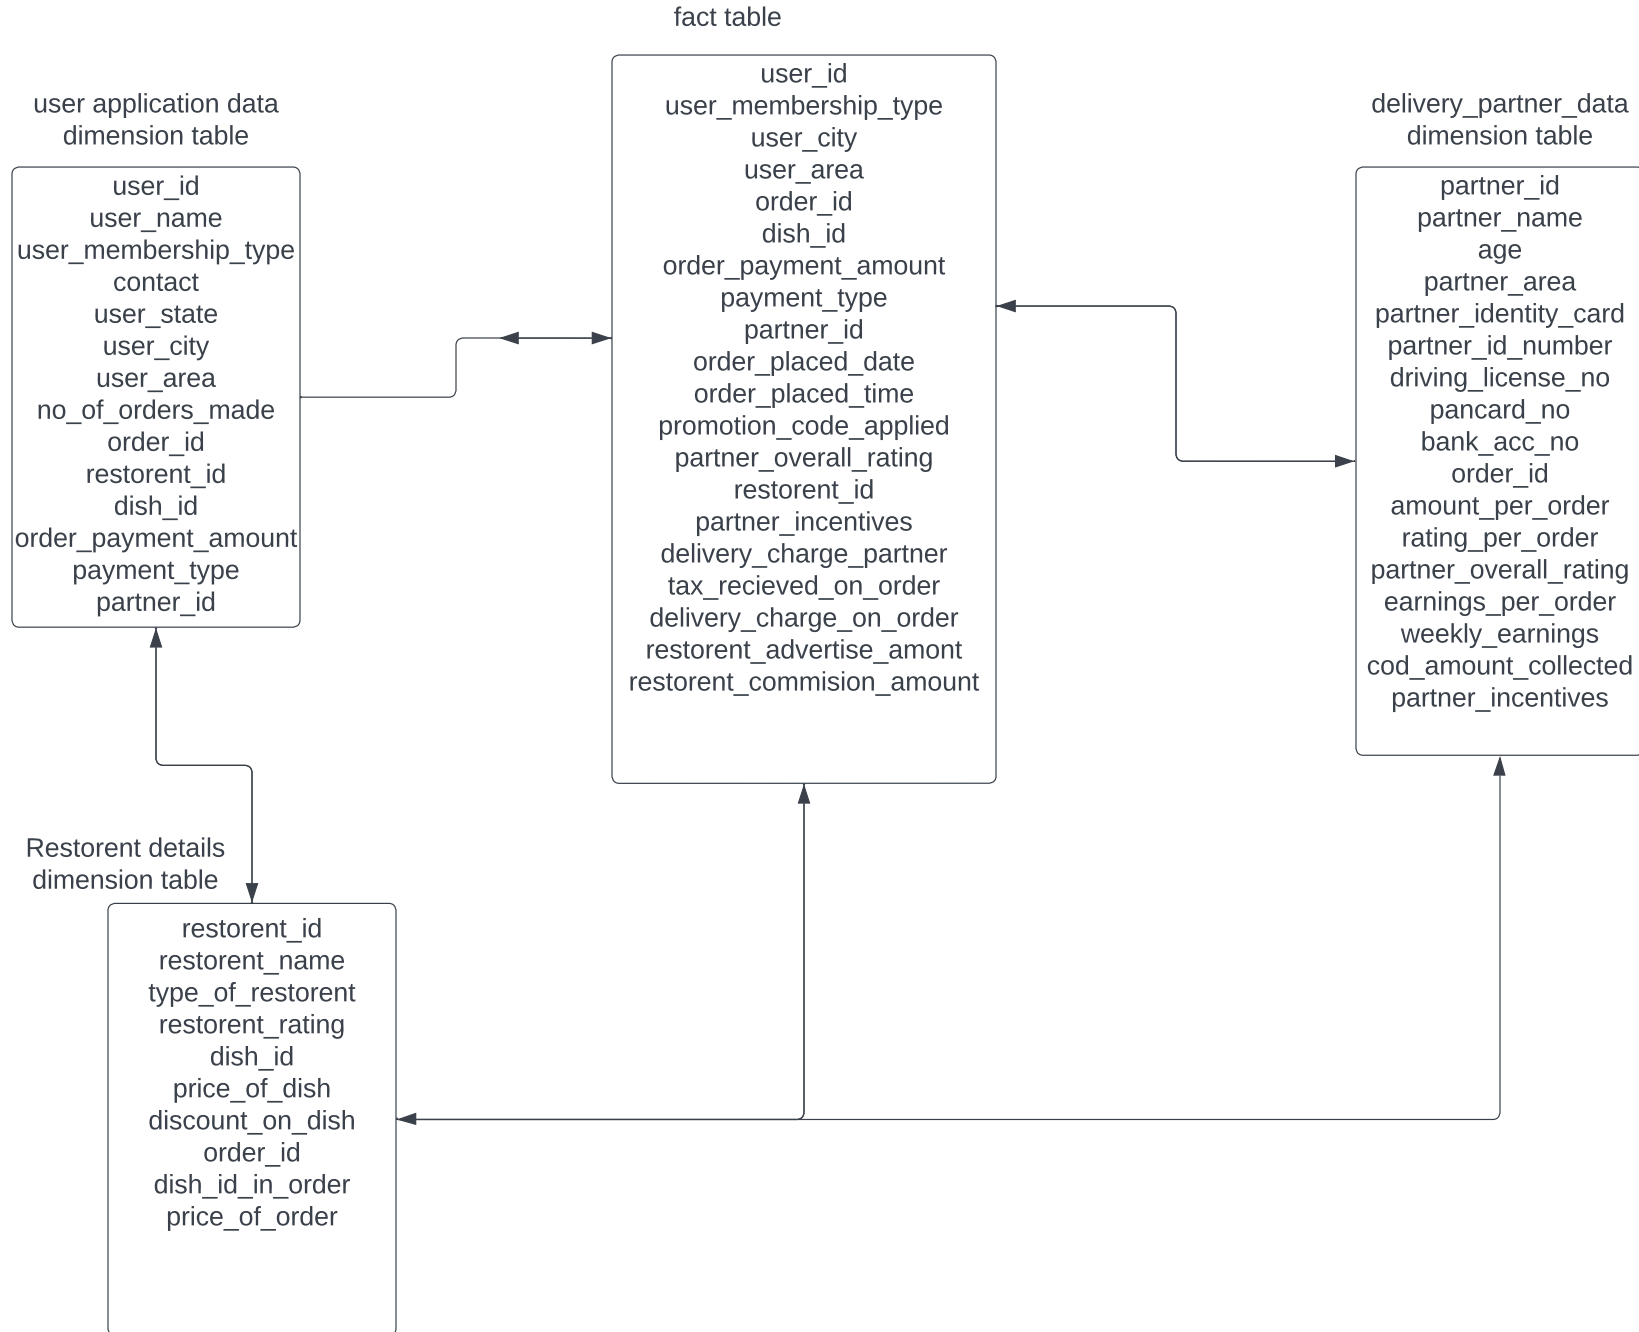 fact table
user_id
user_membership_type
user_city
user_area
order_id
dish_id
order_payment_amount
payment_type
partner_id
order_placed_date
order_placed_time
promotion_code_applied
partner_overall_rating
restorent_id
partner_incentives
delivery_charge_partner
tax_recieved_on_order
delivery_charge_on_order
restorent_advertise_amont
restorent_commision_amount
user application data
dimension table
user_id
user_name
user_membership_type
contact
user_state
user_city
user_area
no_of_orders_made
order_id
restorent_id
dish_id
order_payment_amount
payment_type
partner_id
delivery_partner_data
dimension table
partner_id
partner_name
age
partner_area
partner_identity_card
partner_id_number
driving_license_no
pancard_no
bank_acc_no
order_id
amount_per_order
rating_per_order
partner_overall_rating
earnings_per_order
weekly_earnings
cod_amount_collected
partner_incentives
Restorent details
dimension table
restorent_id
restorent_name
type_of_restorent
restorent_rating
dish_id
price_of_dish
discount_on_dish
order_id
dish_id_in_order
price_of_order